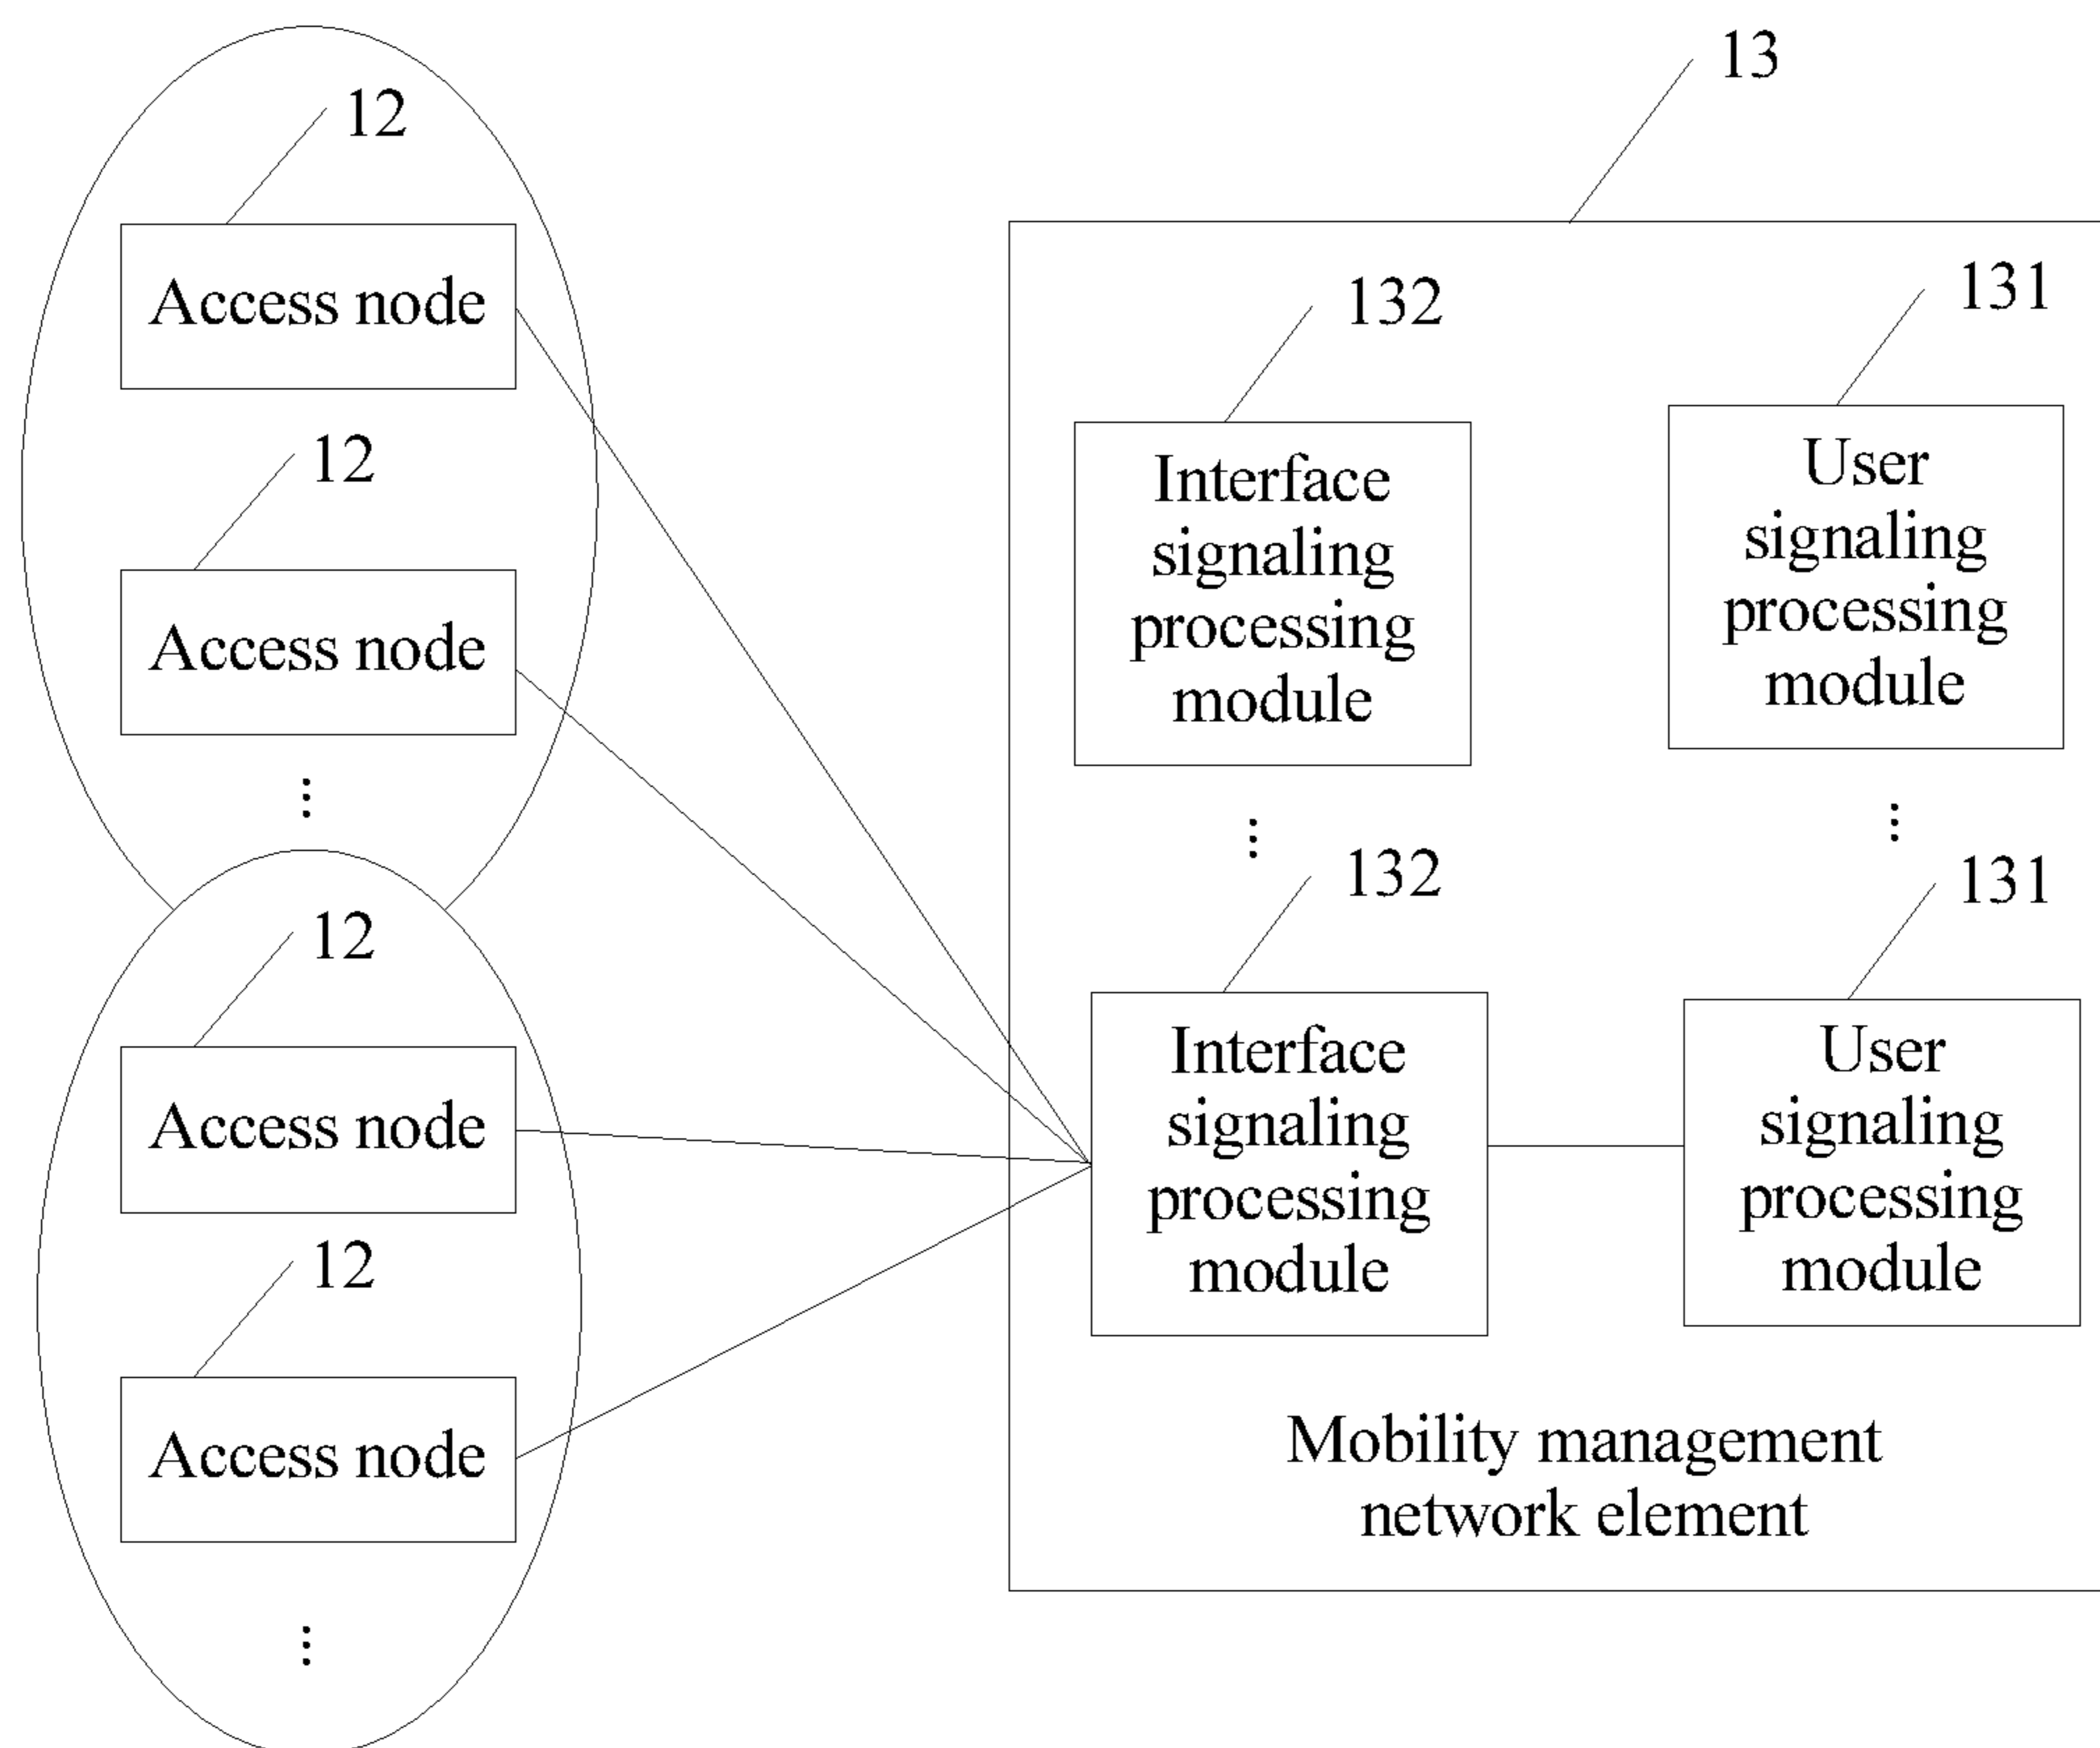 13
12
Access node
132
131
Interface
signaling
processing
module
User
signaling
processing
module
12
Access node
132
131
12
Access node
Interface
signaling
processing
module
User
signaling
processing
module
12
Access node
Mobility management
network element